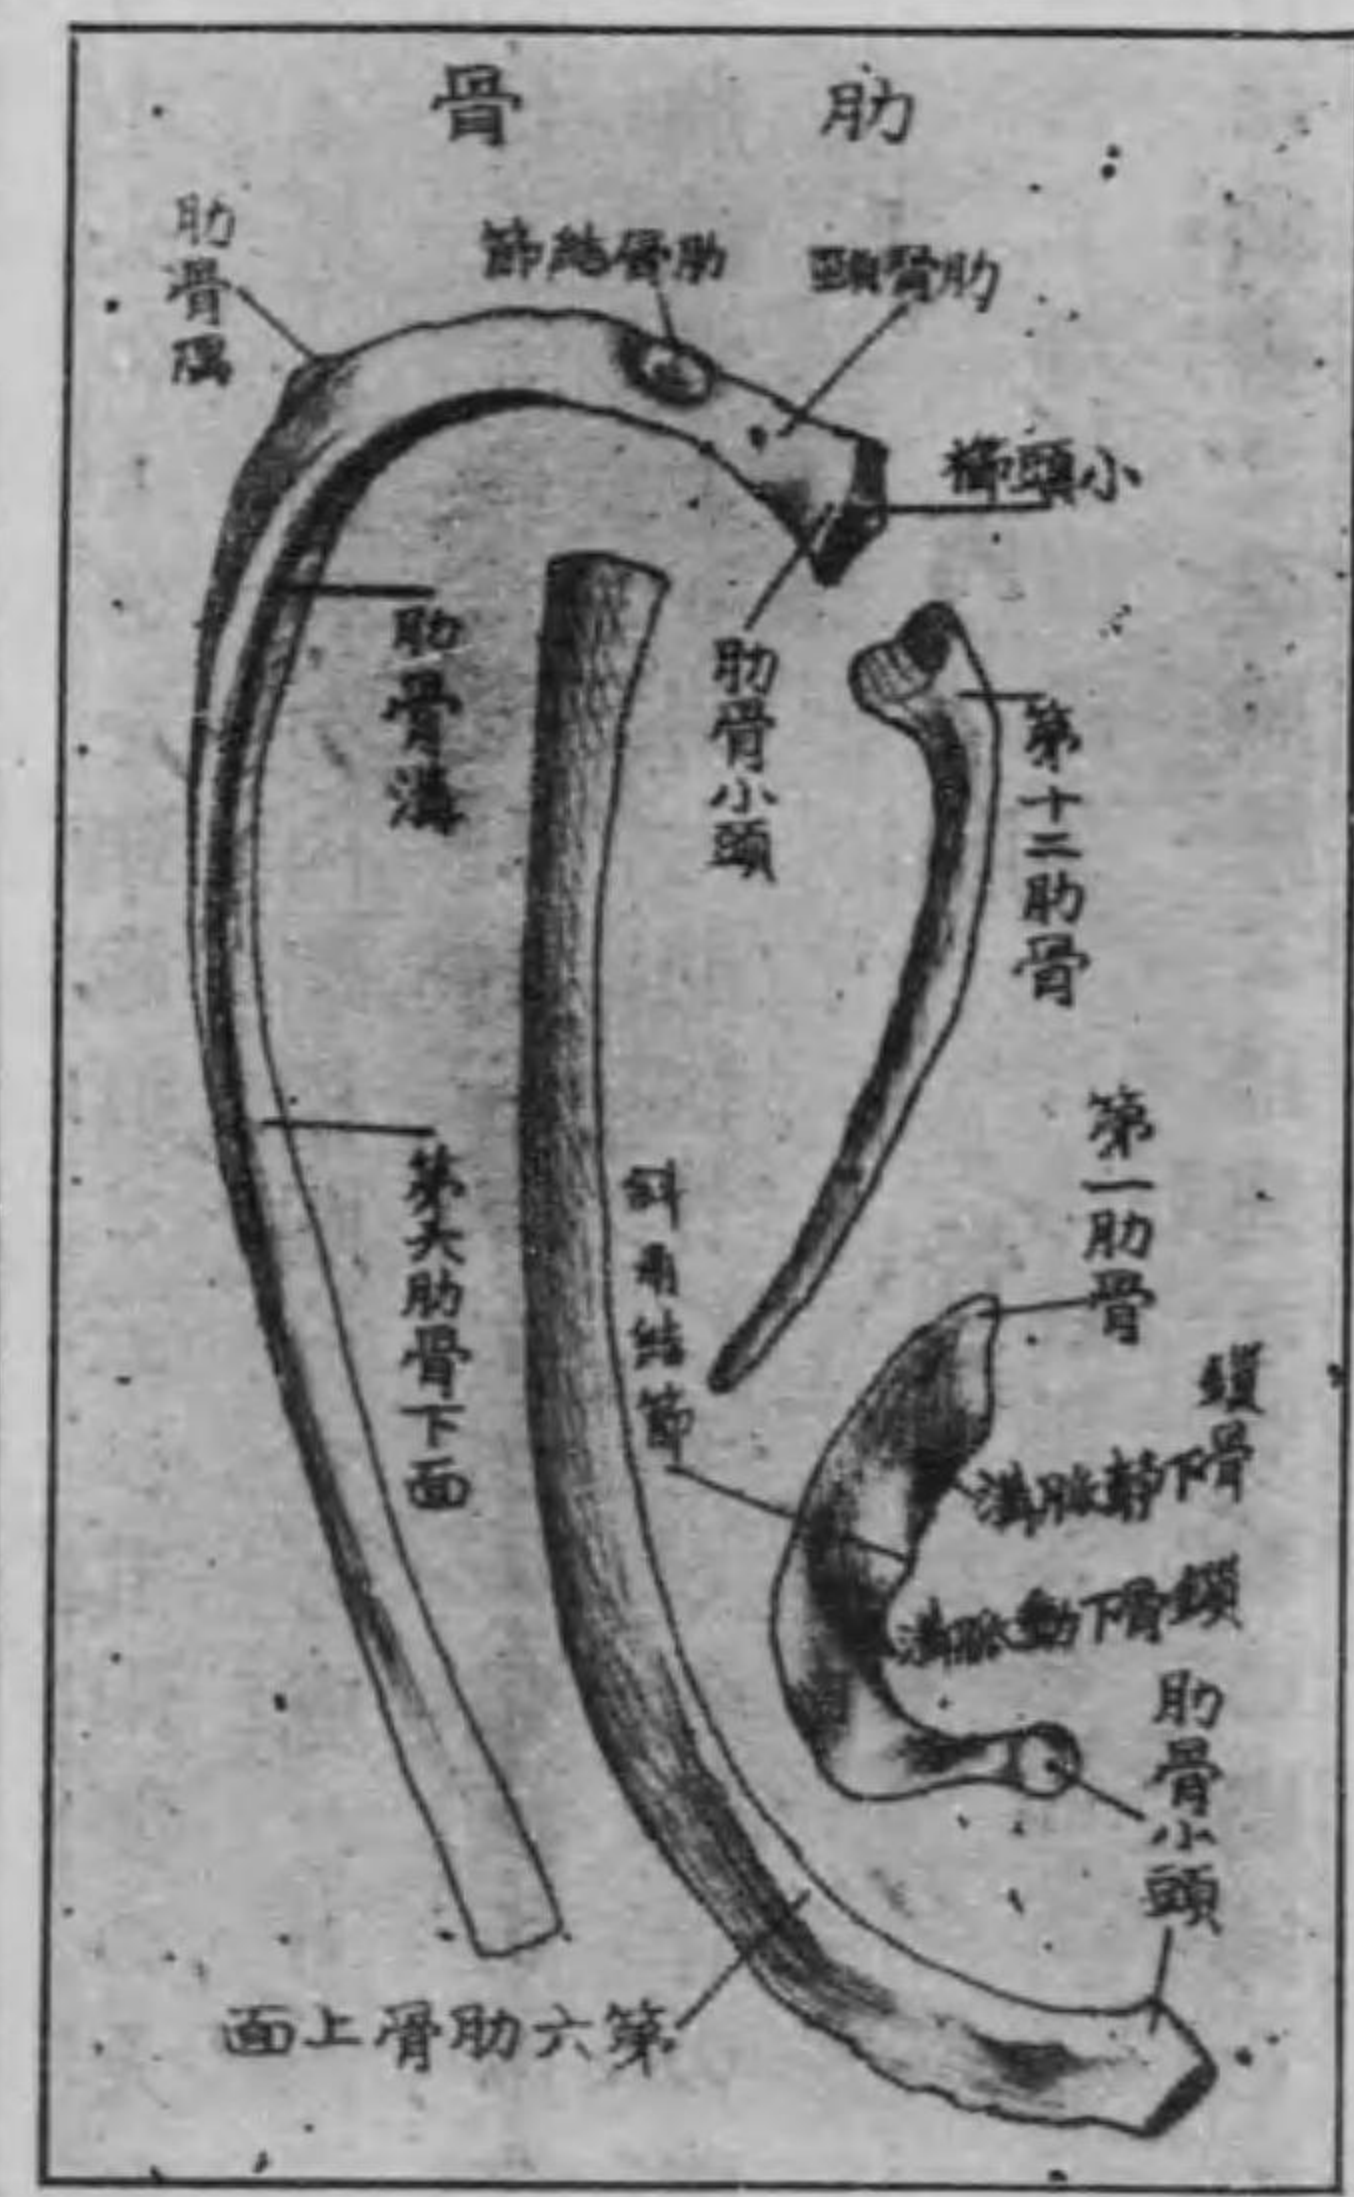 肋骨
肋骨隅
肋骨結節
肋骨頸
小頭櫛
肋骨溝
肋骨小頭
第十二肋骨
第六肋骨下面
斜角結節
第一肋骨
鎖骨下靜脈溝
鎖骨下動脈溝
肋骨小頭
第六肋骨上面